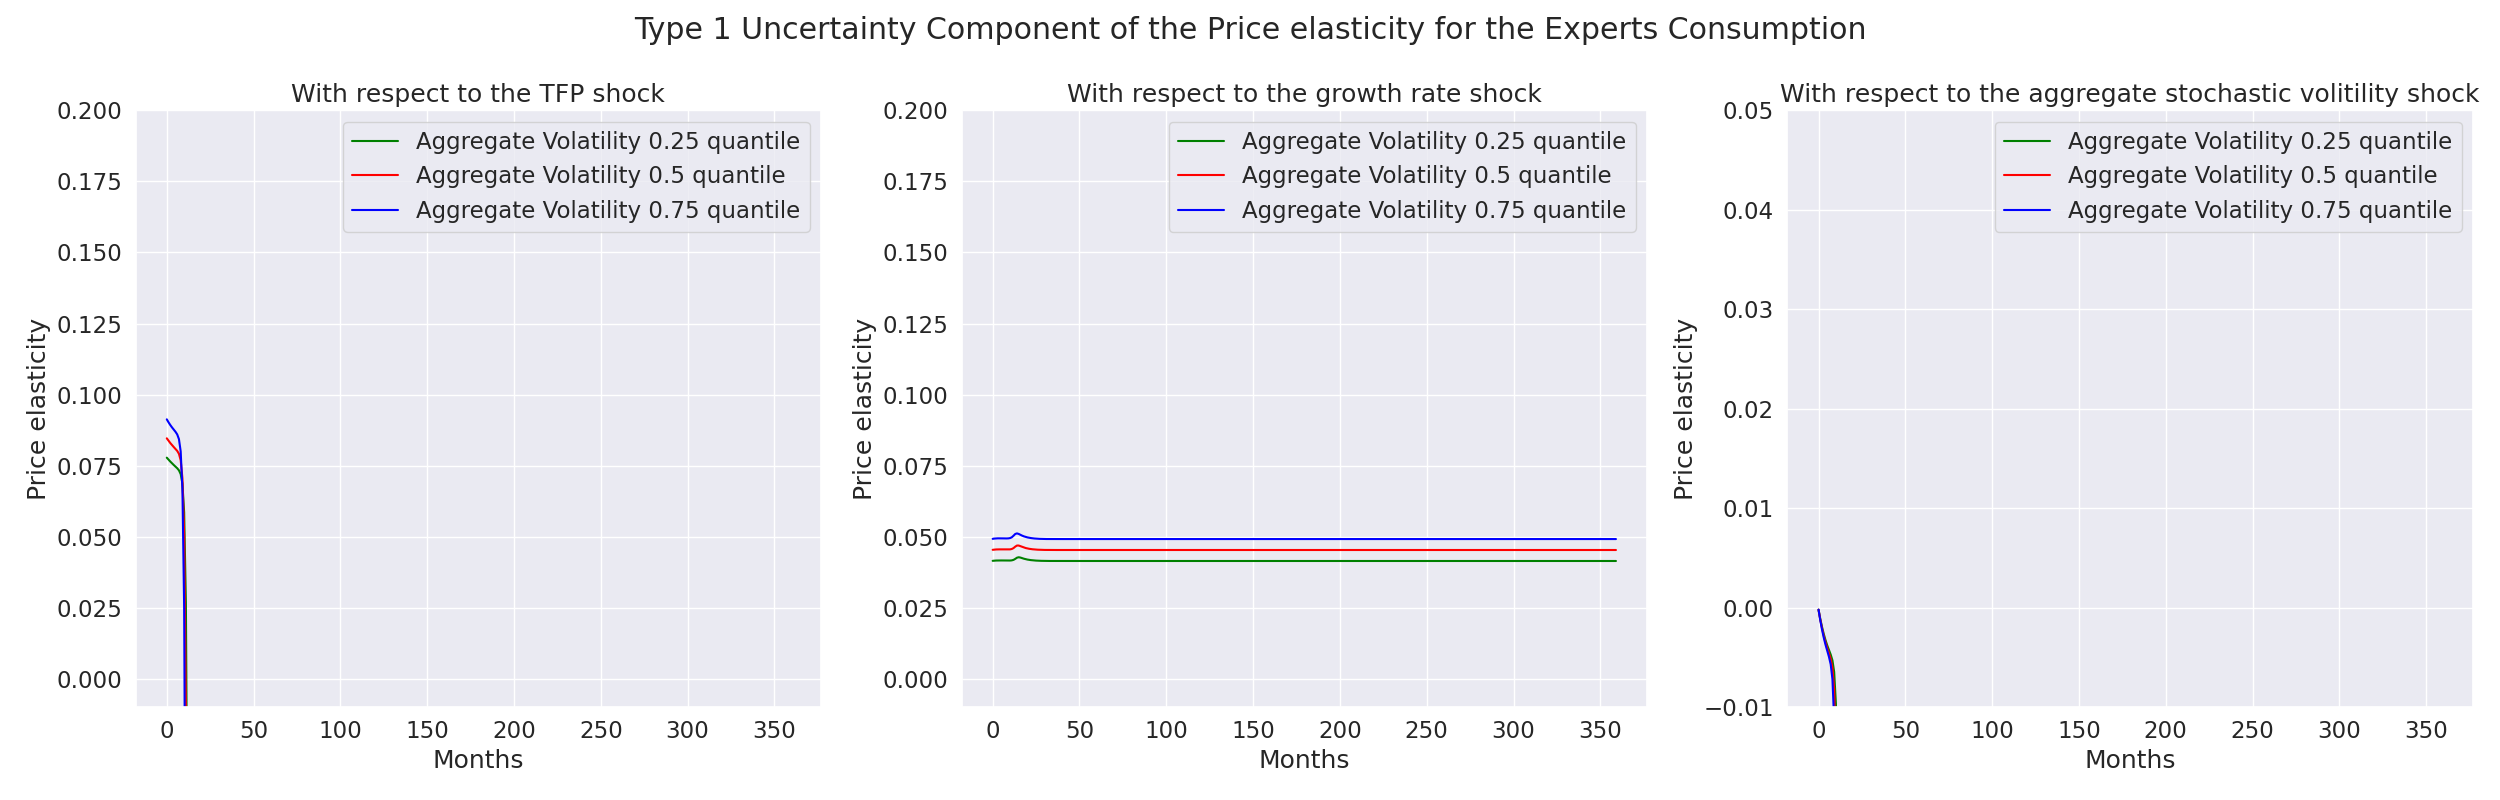 Type 1 Uncertainty Component of the Price elasticity for the Experts Consumption
With respect to the TFP shock
0.200
0.175
0.150
0.125
0.100
0.075
0.050
0.025
0.000
Price elasticity
Aggregate Volatility 0.25 quantile
Aggregate Volatility 0.5 quantile
Aggregate Volatility 0.75 quantile
0 50 100 150 200 250 300 350
Months
With respect to the growth rate shock
0.200
0.175
0.150
0.125
0.100
0.075
0.050
0.025
0.000
Price elasticity
Aggregate Volatility 0.25 quantile
Aggregate Volatility 0.5 quantile
Aggregate Volatility 0.75 quantile
0 50 100 150 200 250 300 350
Months
With respect to the aggregate stochastic volitility shock
0.05
0.04
0.03
0.02
0.01
0.00
−0.01
Price elasticity
Aggregate Volatility 0.25 quantile
Aggregate Volatility 0.5 quantile
Aggregate Volatility 0.75 quantile
0 50 100 150 200 250 300 350
Months